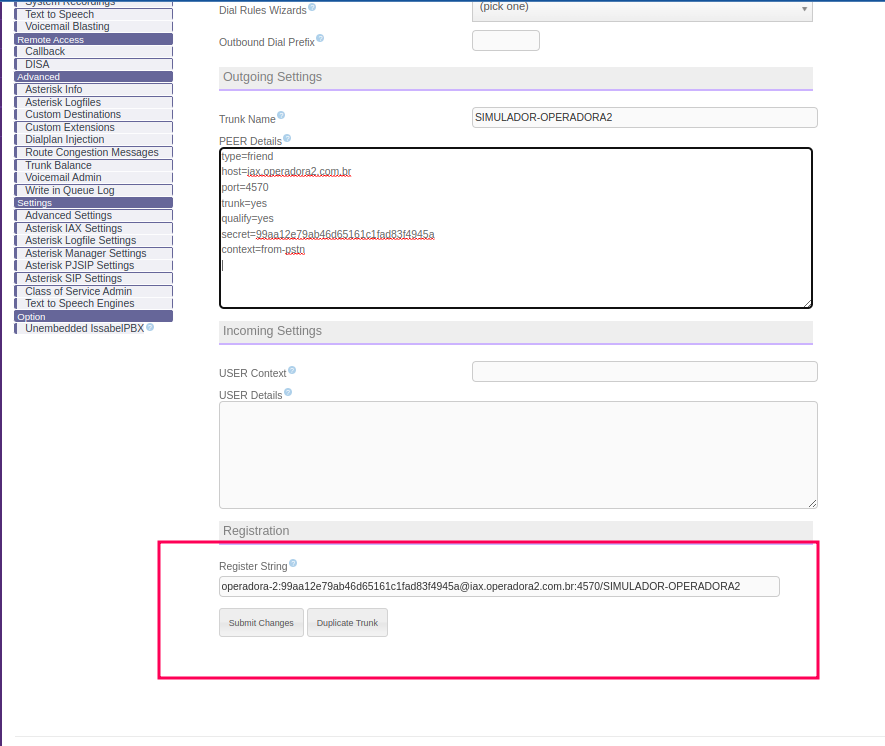 System Recordings
Text to Speech
Voicemail Blasting
Remote Access
Callback
DISA
Advanced
Asterisk Info
Asterisk Logfiles
Custom Destinations
Custom Extensions
Dialplan Injection
Route Congestion Messages
Trunk Balance
Voicemail Admin
Write in Queue Log
Settings
Advanced Settings
Asterisk IAX Settings
Asterisk Logfile Settings
Asterisk Manager Settings
Asterisk PJSIP Settings
Asterisk SIP Settings
Class of Service Admin
Text to Speech Engines
Option
Unembedded IssabelPBX
Dial Rules Wizards
(pick one)
Outbound Dial Prefix
Outgoing Settings
Trunk Name
SIMULADOR-OPERADORA2
PEER Details
type=friend
host=iax.operadora2.com.br
port=4570
trunk=yes
qualify=yes
secret=99aa12e79ab46d65161c1fad83f4945a
context=from-pstn
Incoming Settings
USER Context
USER Details
Registration
Register String
operadora-2:99aa12e79ab46d65161c1fad83f4945a@iax.operadora2.com.br:4570/SIMULADOR-OPERADORA2
Submit Changes
Duplicate Trunk